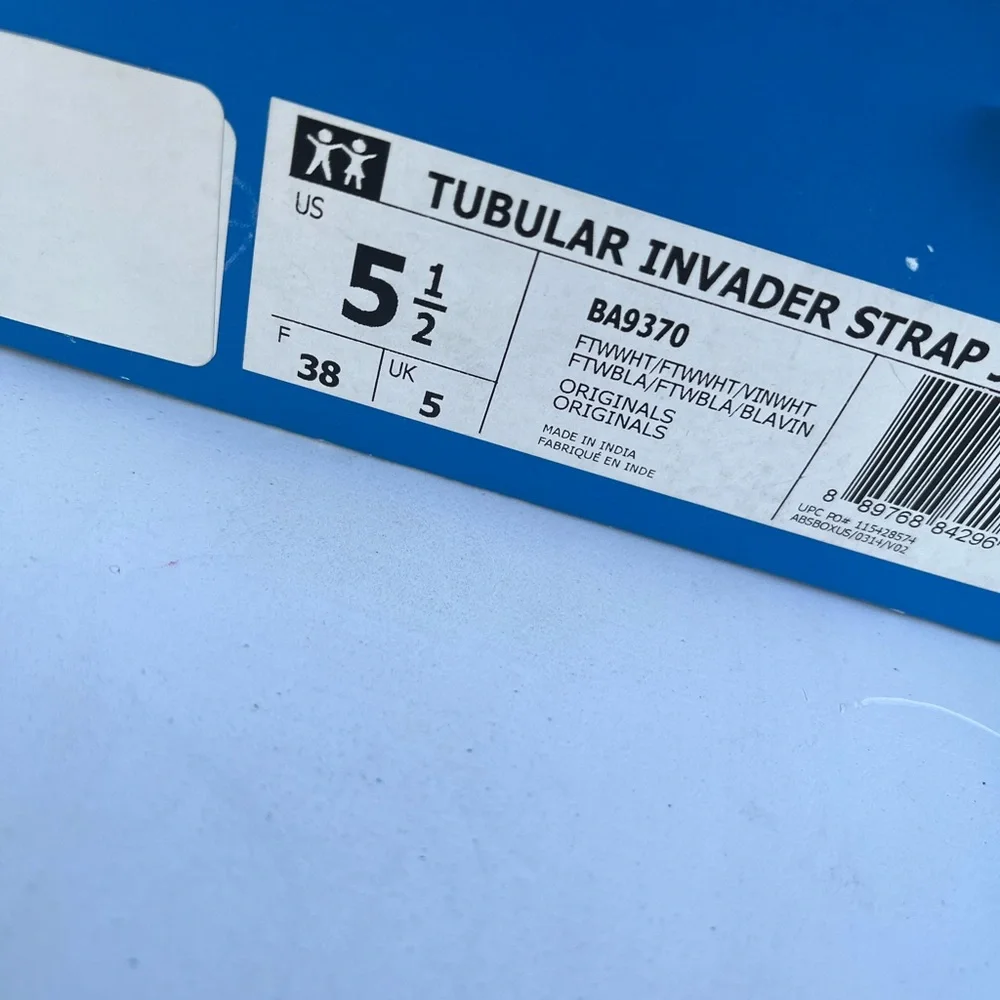 TUBULAR INVADER STRAP
US
5 1/2
F
38
UK
5
BA9370
FTWWHT/FTWWHT/VINWHT
FTWBLA/FTWBLA/BLAVIN
ORIGINALS
ORIGINALS
MADE IN INDIA
FABRIQUÉ EN INDE
8 89768 84296
UPC PO# 115428574
ABSBOXUS/0314/V02